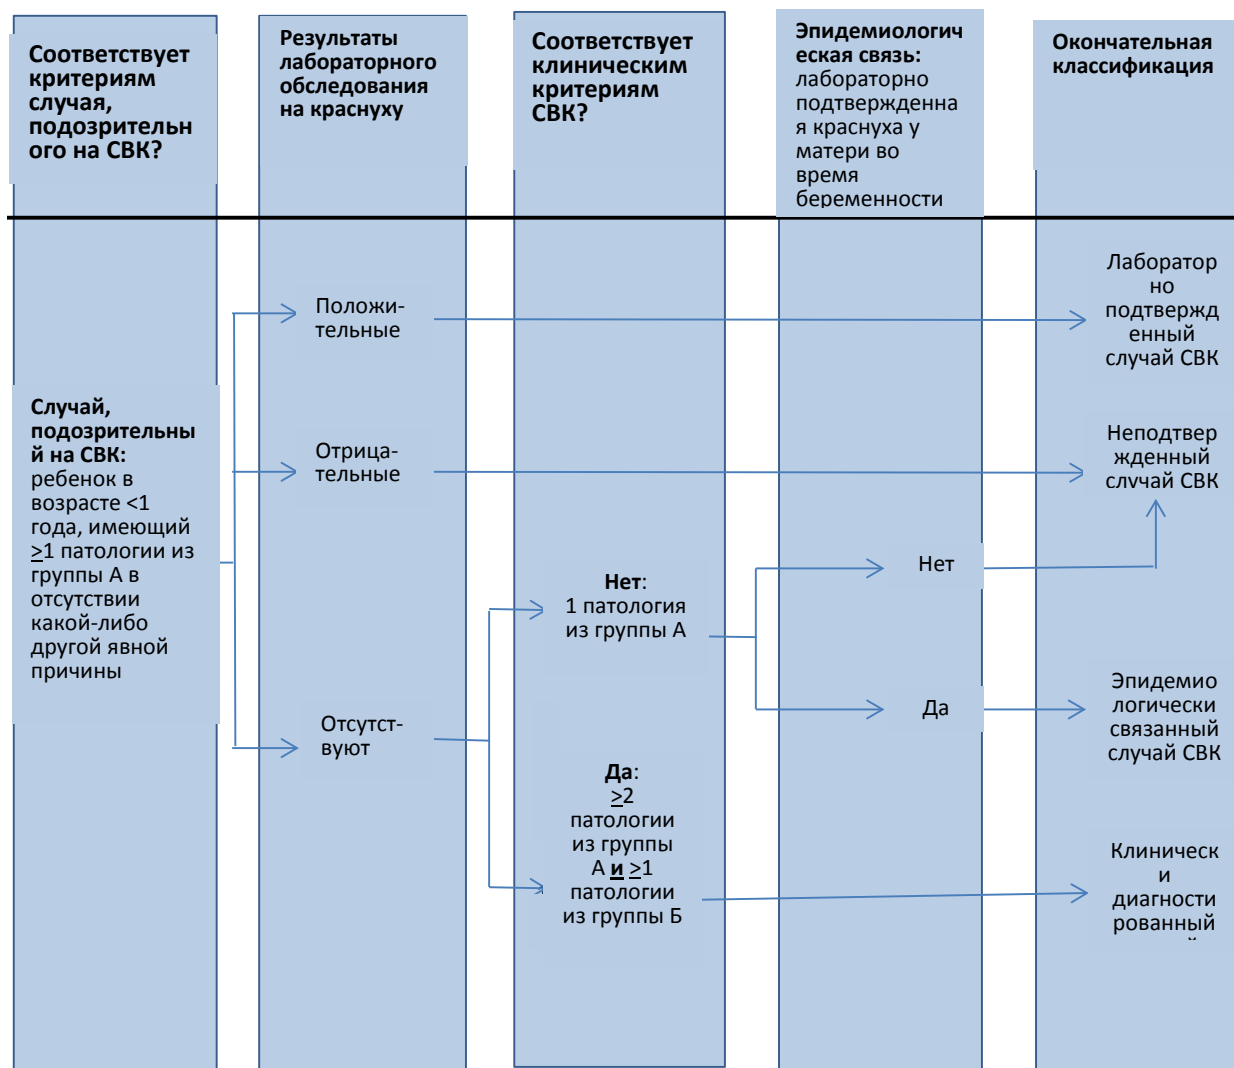 Соответствует
критериям
случая,
подозрительн
ого на СВК?
Результаты
лабораторного
обследования
на краснуху
Соответствует
клиническим
критериям
СВК?
Эпидемиологич
еская связь:
лабораторно
подтвержденна
я краснуха у
матери во
время
беременности
Окончательная
классификация
Случай,
подозрительны
й на СВК:
ребенок в
возрасте <1
года, имеющий
≥1 патологии из
группы А в
отсутствии
какой-либо
другой явной
причины
Положи-
тельные
Отрица-
тельные
Отсутст-
вуют
Нет:
1 патология
из группы А
Да:
≥2
патологии
из группы
А и ≥1
патологии
из группы Б
Нет
Да
Лаборатор
но
подтвержд
енный
случай СВК
Неподтвер
жденный
случай СВК
Эпидемио
логически
связанный
случай СВК
Клиническ
и
диагности
рованный